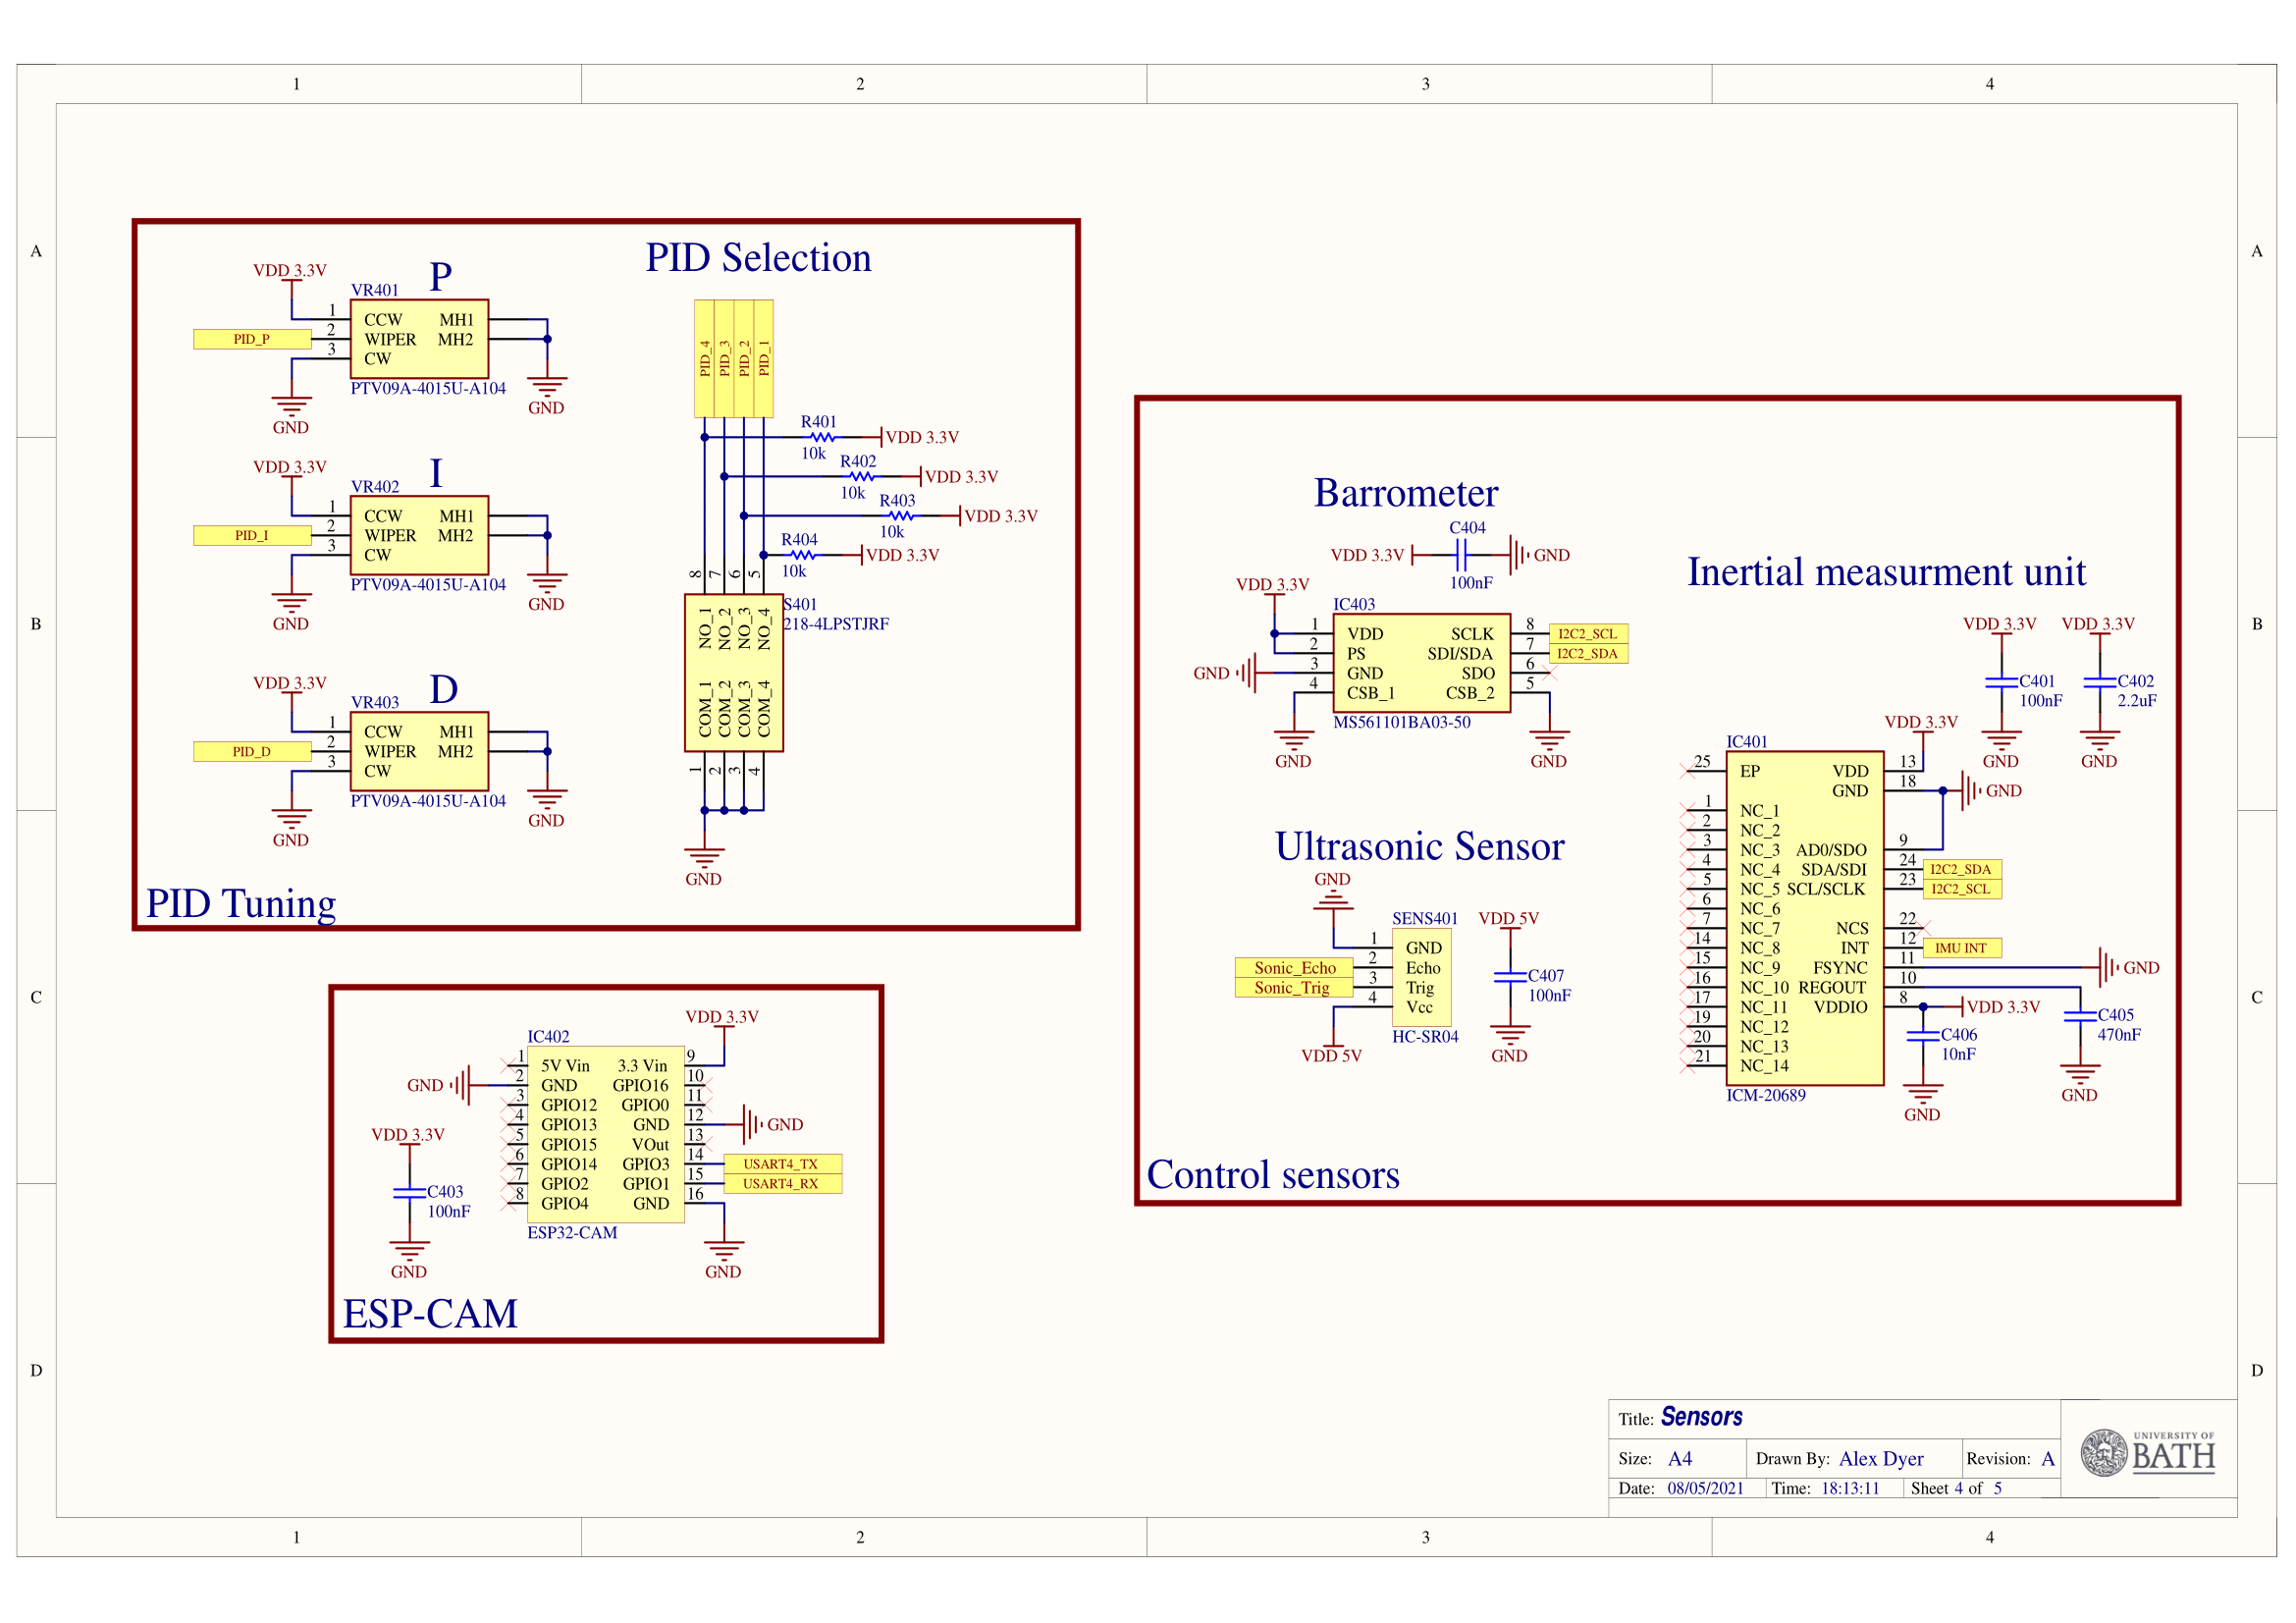 1 2 3 4
A A
B B
C C
D D
PID Selection
P
VDD 3.3V
VR401
1 CCW MH1
PID_P 2 WIPER MH2
3 CW
PTV09A-4015U-A104
GND
GND
I
VDD 3.3V
VR402
1 CCW MH1
PID_I 2 WIPER MH2
3 CW
PTV09A-4015U-A104
GND
GND
D
VDD 3.3V
VR403
1 CCW MH1
PID_D 2 WIPER MH2
3 CW
PTV09A-4015U-A104
GND
GND
PID_4 PID_3 PID_2 PID_1
R401 VDD 3.3V
10k
R402 VDD 3.3V
10k
R403 VDD 3.3V
10k
R404 VDD 3.3V
10k
8 7 6 5
S401
218-4LPSTJRF
NO_1 NO_2 NO_3 NO_4
COM_1 COM_2 COM_3 COM_4
1 2 3 4
GND
PID Tuning
IC402 VDD 3.3V
1 5V Vin 3.3 Vin 9
GND 2 GND GPIO16 10
3 GPIO12 GPIO0 11
4 GPIO13 GND 12 GND
5 GPIO15 VOut 13
6 GPIO14 GPIO3 14 USART4_TX
7 GPIO2 GPIO1 15 USART4_RX
8 GPIO4 GND 16
ESP32-CAM
GND
VDD 3.3V
C403
100nF
GND
ESP-CAM
Barrometer
C404
VDD 3.3V GND
100nF
VDD 3.3V
IC403
1 VDD SCLK 8 I2C2_SCL
2 PS SDI/SDA 7 I2C2_SDA
GND 3 GND SDO 6
4 CSB_1 CSB_2 5
MS561101BA03-50
GND GND
Ultrasonic Sensor
GND
SENS401 VDD 5V
1 GND
Sonic_Echo 2 Echo
Sonic_Trig 3 Trig
4 Vcc
VDD 5V HC-SR04
C407
100nF
GND
Inertial measurment unit
VDD 3.3V VDD 3.3V
C401 C402
100nF 2.2uF
GND GND
VDD 3.3V
IC401
25 EP VDD 13
GND 18 GND
1 NC_1
2 NC_2
3 NC_3 AD0/SDO 9
4 NC_4 SDA/SDI 24 I2C2_SDA
5 NC_5 SCL/SCLK 23 I2C2_SCL
6 NC_6
7 NC_7 NCS 22
14 NC_8 INT 12 IMU INT
15 NC_9 FSYNC 11 GND
16 NC_10 REGOUT 10
17 NC_11 VDDIO 8 VDD 3.3V
19 NC_12
20 NC_13
21 NC_14
ICM-20689
C406
10nF
GND
C405
470nF
GND
Control sensors
Title: Sensors
Size: A4 Drawn By: Alex Dyer Revision: A
Date: 08/05/2021 Time: 18:13:11 Sheet 4 of 5
UNIVERSITY OF
BATH
1 2 3 4